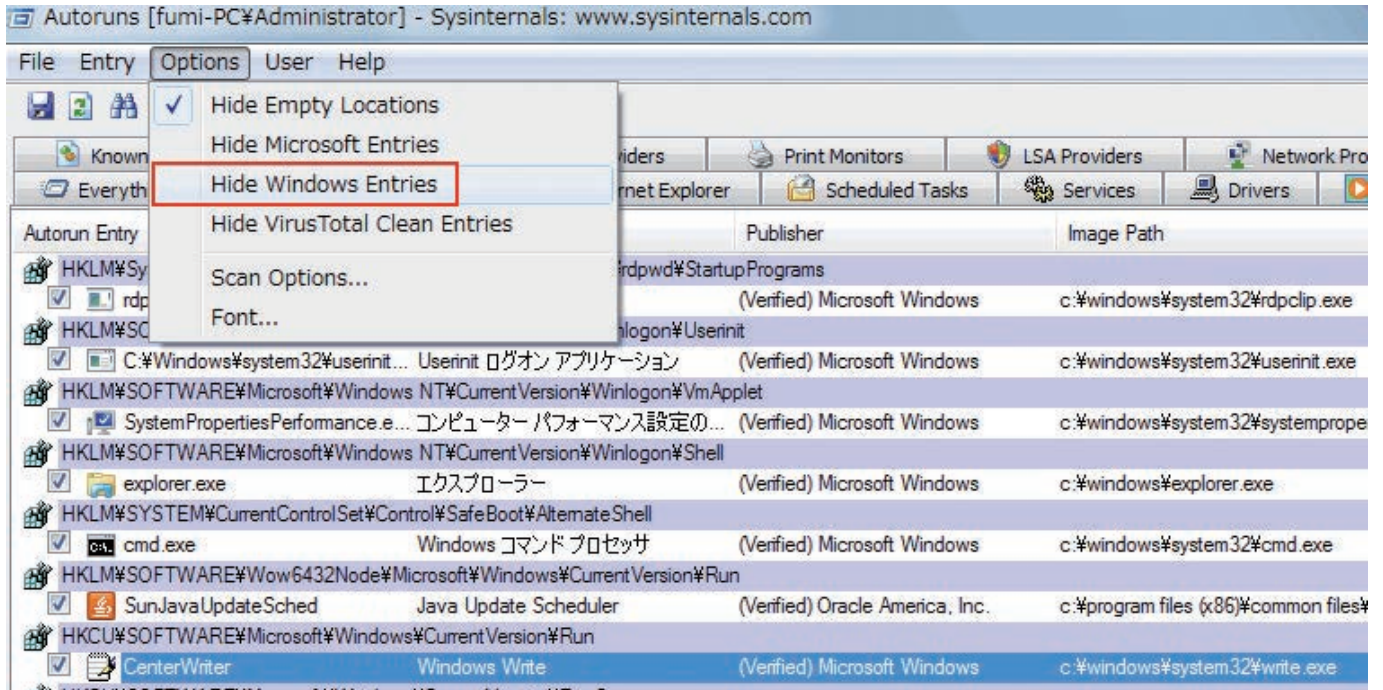 Autoruns [fumi-PC¥Administrator] - Sysinternals: www.sysinternals.com
File Entry Options User Help
Hide Empty Locations
Hide Microsoft Entries
Hide Windows Entries
Hide VirusTotal Clean Entries
Scan Options...
Font...
Known viders Print Monitors LSA Providers Network Pro
Everyth rnet Explorer Scheduled Tasks Services Drivers
Autorun Entry Publisher Image Path
HKLM¥Sy rdpwd¥StartupPrograms
rdp (Verified) Microsoft Windows c:¥windows¥system32¥rdpclip.exe
HKLM¥SO nlogon¥Userinit
C:¥Windows¥system32¥userinit... Userinit ログオン アプリケーション (Verified) Microsoft Windows c:¥windows¥system32¥userinit.exe
HKLM¥SOFTWARE¥Microsoft¥Windows NT¥CurrentVersion¥Winlogon¥VmApplet
SystemPropertiesPerformance.e... コンピューター パフォーマンス設定の... (Verified) Microsoft Windows c:¥windows¥system32¥systemprope
HKLM¥SOFTWARE¥Microsoft¥Windows NT¥CurrentVersion¥Winlogon¥Shell
explorer.exe エクスプローラー (Verified) Microsoft Windows c:¥windows¥explorer.exe
HKLM¥SYSTEM¥CurrentControlSet¥Control¥SafeBoot¥AlternateShell
cmd.exe Windows コマンド プロセッサ (Verified) Microsoft Windows c:¥windows¥system32¥cmd.exe
HKLM¥SOFTWARE¥Wow6432Node¥Microsoft¥Windows¥CurrentVersion¥Run
SunJavaUpdateSched Java Update Scheduler (Verified) Oracle America, Inc. c:¥program files (x86)¥common files¥
HKCU¥SOFTWARE¥Microsoft¥Windows¥CurrentVersion¥Run
CenterWriter Windows Write (Verified) Microsoft Windows c:¥windows¥system32¥write.exe